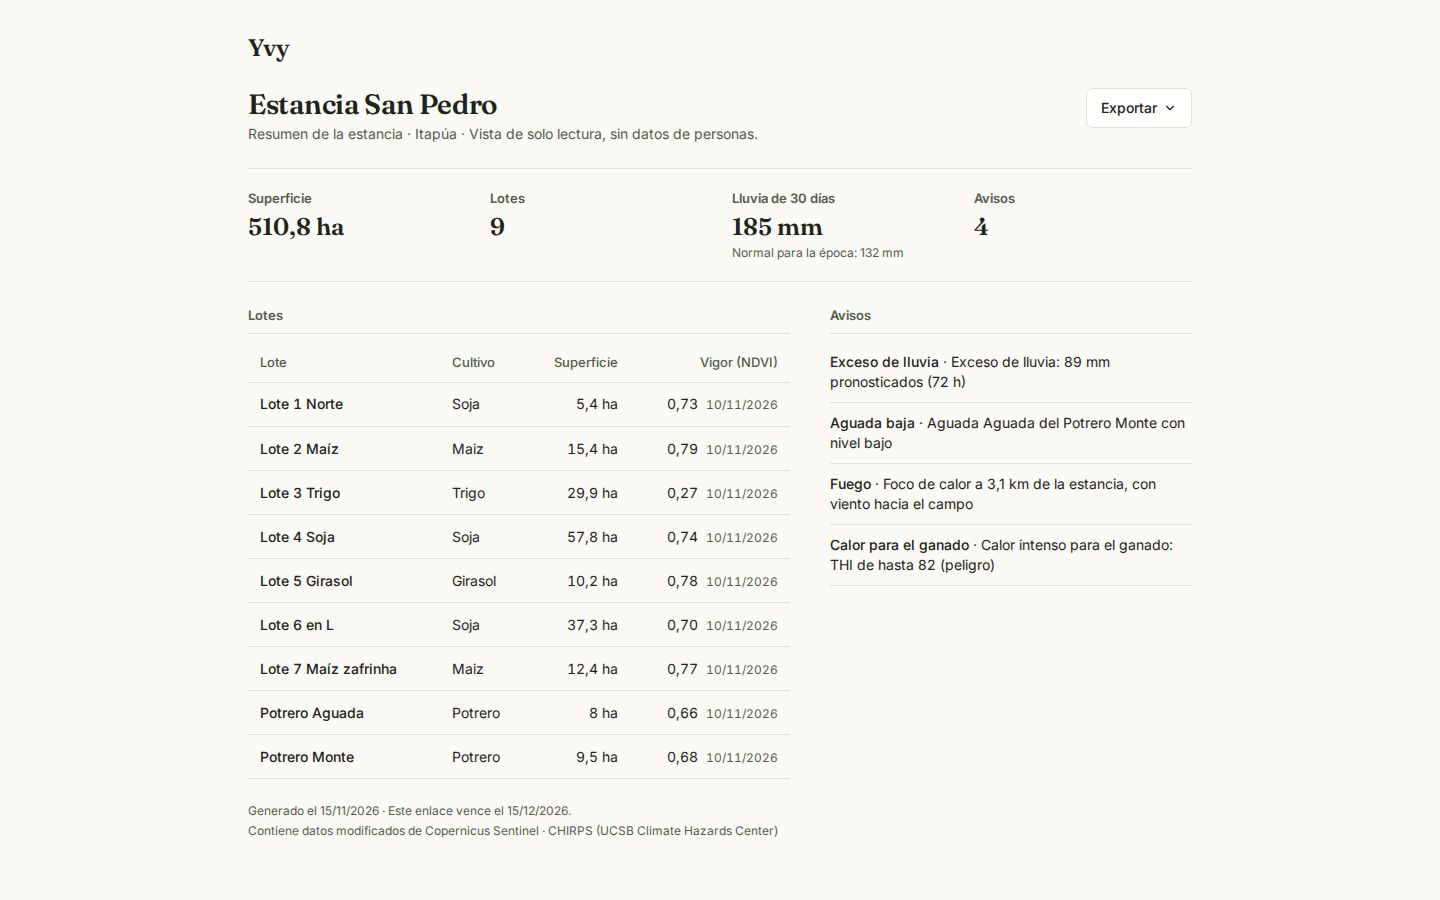 Yvy
Estancia San Pedro
Resumen de la estancia · Itapúa · Vista de solo lectura, sin datos de personas.
Exportar
Superficie
510,8 ha
Lotes
9
Lluvia de 30 días
185 mm
Normal para la época: 132 mm
Avisos
4
Lotes
Lote Cultivo Superficie Vigor (NDVI)
Lote 1 Norte Soja 5,4 ha 0,73 10/11/2026
Lote 2 Maíz Maiz 15,4 ha 0,79 10/11/2026
Lote 3 Trigo Trigo 29,9 ha 0,27 10/11/2026
Lote 4 Soja Soja 57,8 ha 0,74 10/11/2026
Lote 5 Girasol Girasol 10,2 ha 0,78 10/11/2026
Lote 6 en L Soja 37,3 ha 0,70 10/11/2026
Lote 7 Maíz zafrinha Maiz 12,4 ha 0,77 10/11/2026
Potrero Aguada Potrero 8 ha 0,66 10/11/2026
Potrero Monte Potrero 9,5 ha 0,68 10/11/2026
Avisos
Exceso de lluvia · Exceso de lluvia: 89 mm
pronosticados (72 h)
Aguada baja · Aguada Aguada del Potrero Monte con
nivel bajo
Fuego · Foco de calor a 3,1 km de la estancia, con
viento hacia el campo
Calor para el ganado · Calor intenso para el ganado:
THI de hasta 82 (peligro)
Generado el 15/11/2026 · Este enlace vence el 15/12/2026.
Contiene datos modificados de Copernicus Sentinel · CHIRPS (UCSB Climate Hazards Center)